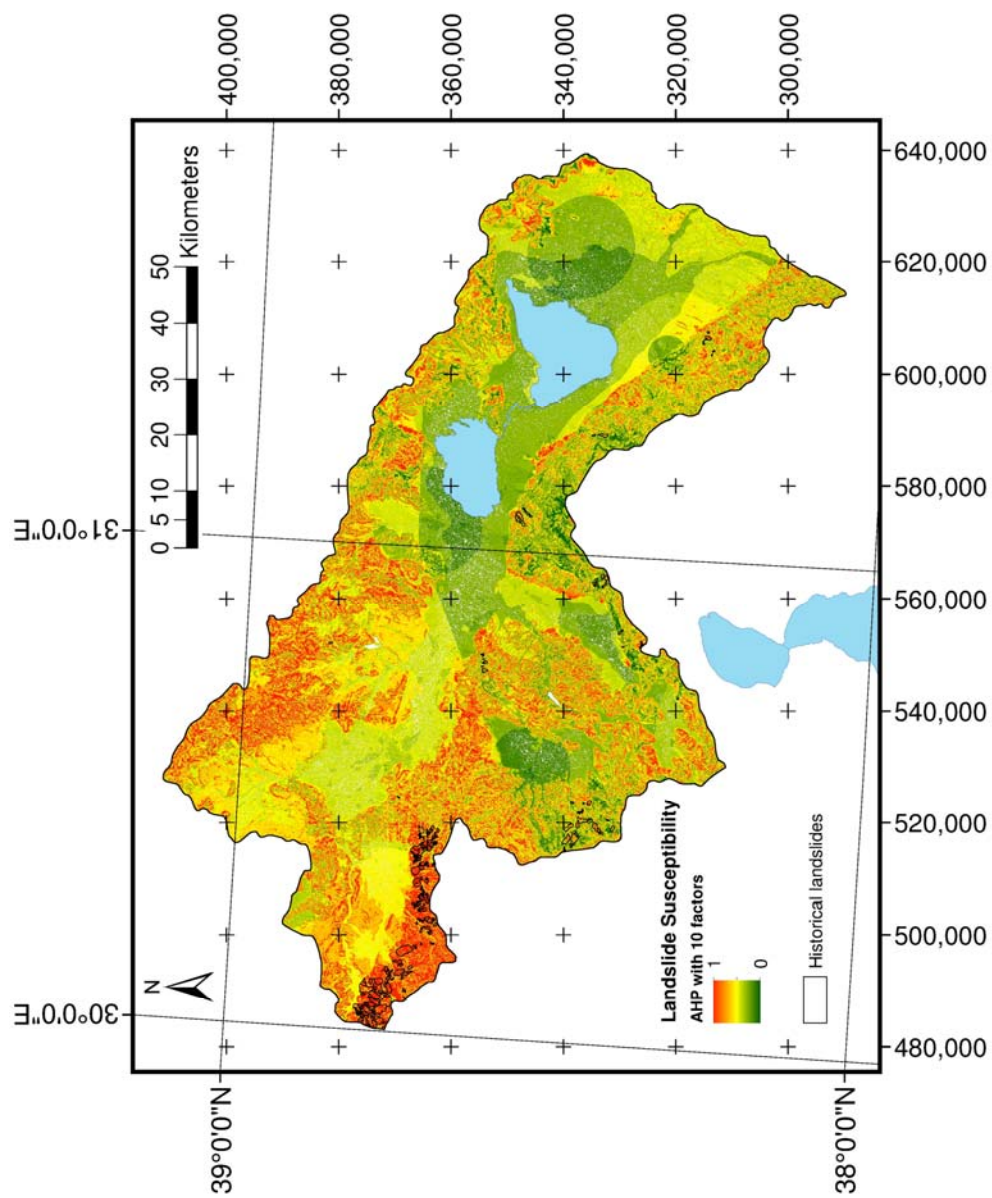 30°0'0"E
31°0'0"E
N
0 5 10 20 30 40 50
Kilometers
39°0'0"N
38°0'0"N
400,000
380,000
360,000
340,000
320,000
300,000
Landslide Susceptibility
AHP with 10 factors
1
0
Historical landslides
480,000
500,000
520,000
540,000
560,000
580,000
600,000
620,000
640,000